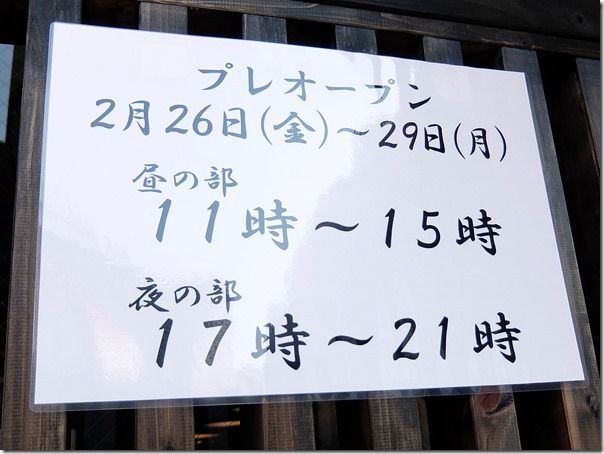 プレオープン
2月26日(金)～29日(月)
昼の部
11時～15時
夜の部
17時～21時